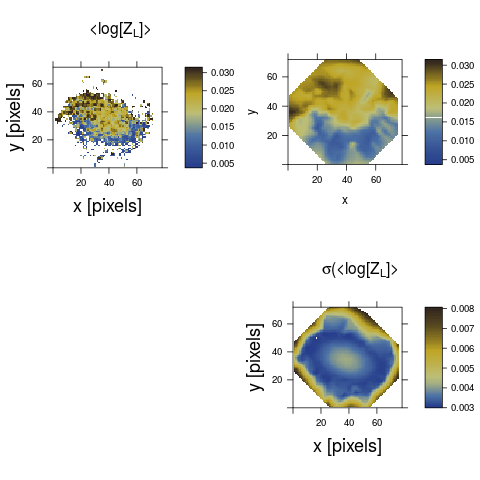 <log[Z_L]>
0.030
0.025
0.020
0.015
0.010
0.005
60
40
20
y [pixels]
20 40 60
x [pixels]
0.030
0.025
0.020
0.015
0.010
0.005
60
40
20
y
20 40 60
x
σ(<log[Z_L]>
0.008
0.007
0.006
0.005
0.004
0.003
60
40
20
y [pixels]
20 40 60
x [pixels]